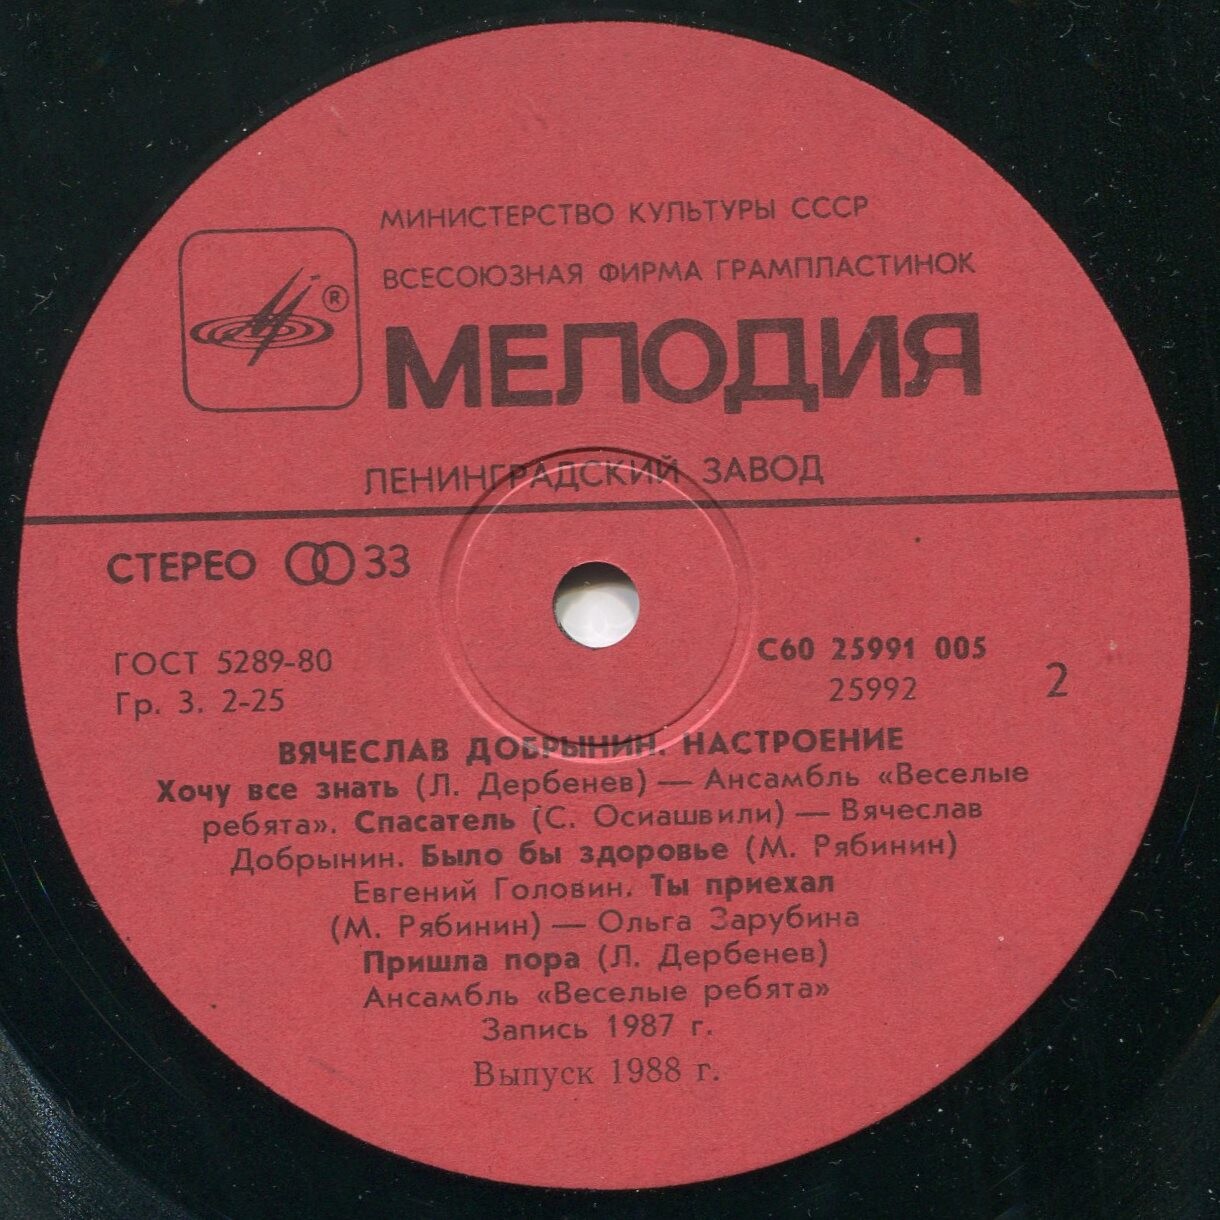 МИНИСТЕРСТВО КУЛЬТУРЫ СССР
ВСЕСОЮЗНАЯ ФИРМА ГРАМПЛАСТИНОК
®
МЕЛОДИЯ
ЛЕНИНГРАДСКИЙ ЗАВОД
СТЕРЕО 33
ГОСТ 5289-80
Гр. 3. 2-25
С60 25991 005
25992
2
ВЯЧЕСЛАВ ДОБРЫНИН. НАСТРОЕНИЕ
Хочу все знать (Л. Дербенев) — Ансамбль «Веселые
ребята». Спасатель (С. Осиашвили) — Вячеслав
Добрынин. Было бы здоровье (М. Рябинин)
Евгений Головин. Ты приехал
(М. Рябинин) — Ольга Зарубина
Пришла пора (Л. Дербенев)
Ансамбль «Веселые ребята»
Запись 1987 г.
Выпуск 1988 г.